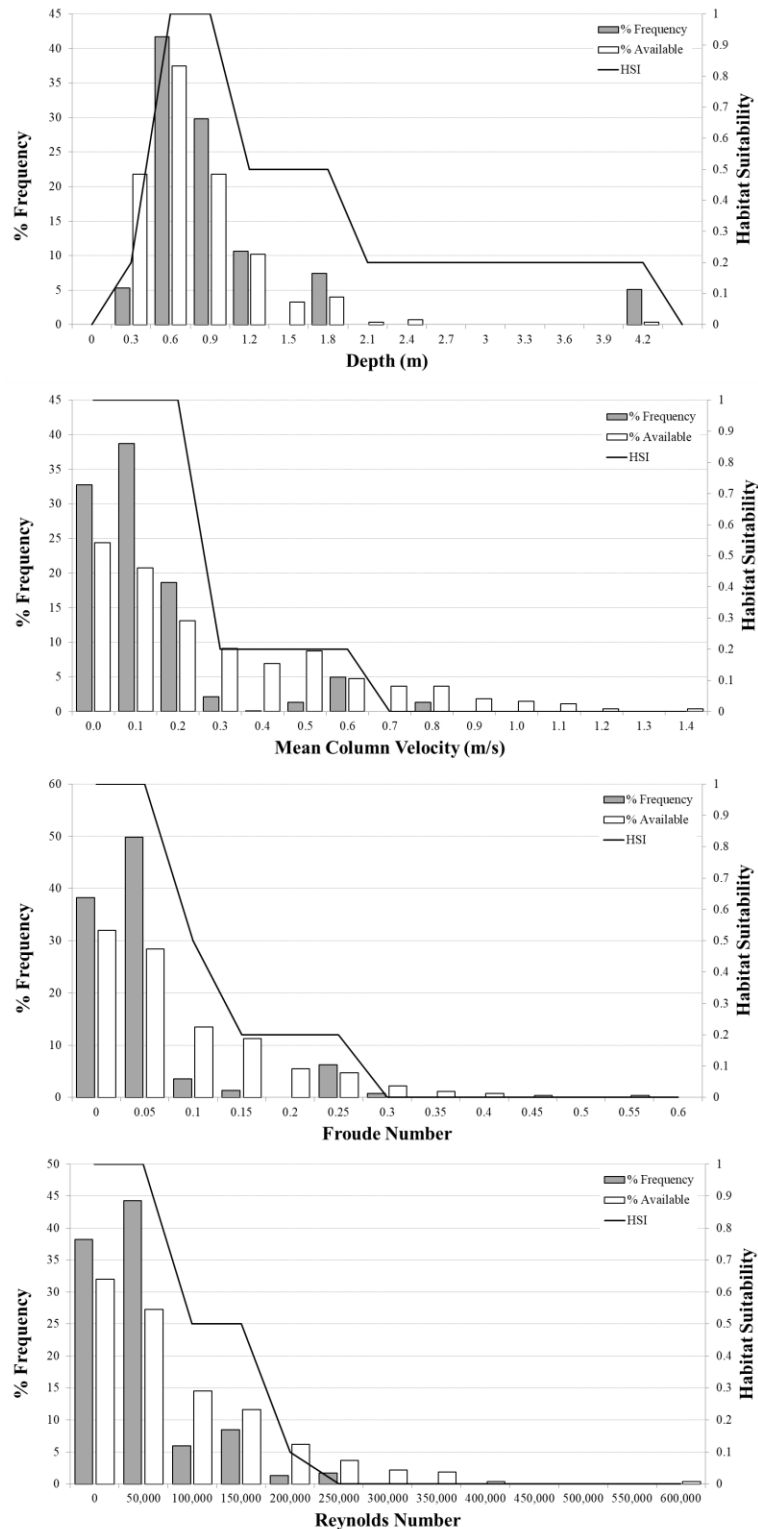 45
40
35
30
25
20
15
10
5
0
% Frequency
% Frequency
% Available
HSI
1
0.9
0.8
0.7
0.6
0.5
0.4
0.3
0.2
0.1
0
Habitat Suitability
0 0.3 0.6 0.9 1.2 1.5 1.8 2.1 2.4 2.7 3 3.3 3.6 3.9 4.2
Depth (m)
45
40
35
30
25
20
15
10
5
0
% Frequency
% Frequency
% Available
HSI
1
0.9
0.8
0.7
0.6
0.5
0.4
0.3
0.2
0.1
0
Habitat Suitability
0.0 0.1 0.2 0.3 0.4 0.5 0.6 0.7 0.8 0.9 1.0 1.1 1.2 1.3 1.4
Mean Column Velocity (m/s)
60
50
40
30
20
10
0
% Frequency
% Frequency
% Available
HSI
1
0.9
0.8
0.7
0.6
0.5
0.4
0.3
0.2
0.1
0
Habitat Suitability
0 0.05 0.1 0.15 0.2 0.25 0.3 0.35 0.4 0.45 0.5 0.55 0.6
Froude Number
50
45
40
35
30
25
20
15
10
5
0
% Frequency
% Frequency
% Available
HSI
1
0.9
0.8
0.7
0.6
0.5
0.4
0.3
0.2
0.1
0
Habitat Suitability
0 50,000 100,000 150,000 200,000 250,000 300,000 350,000 400,000 450,000 500,000 550,000 600,000
Reynolds Number